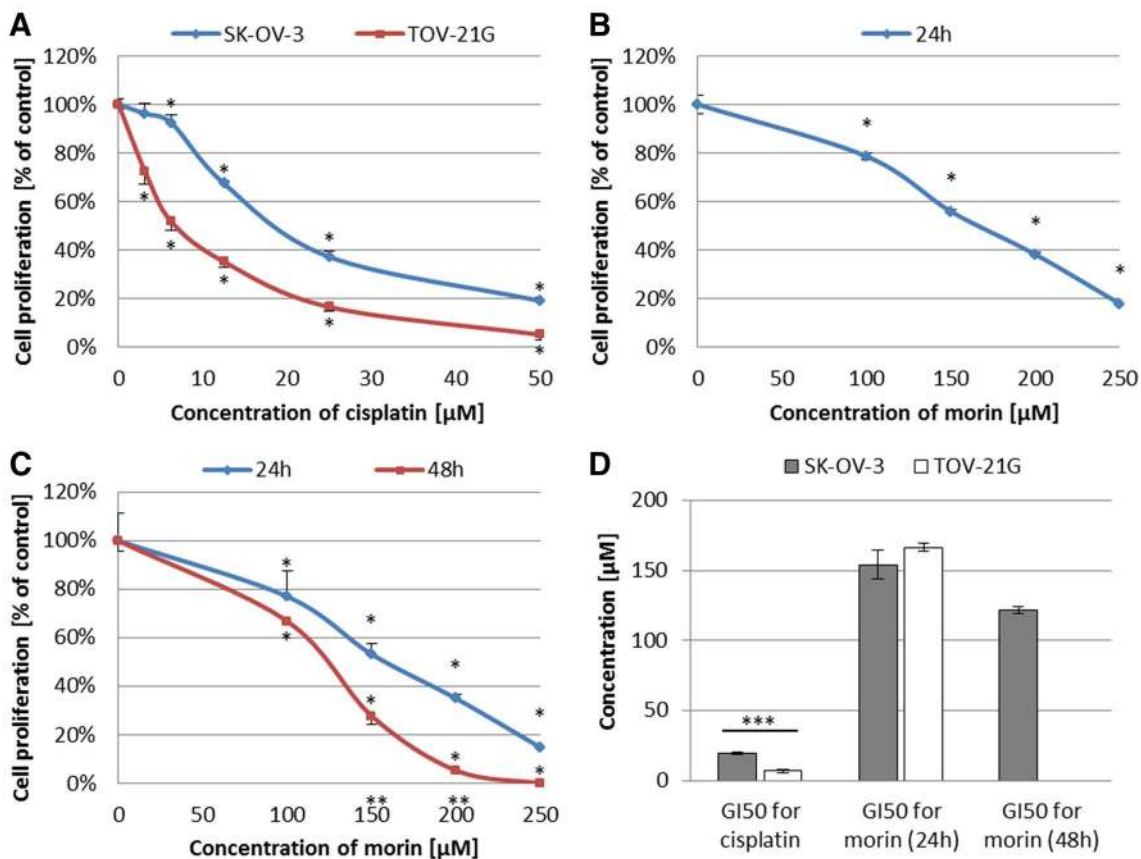 A
SK-OV-3 TOV-21G
Cell proliferation [% of control]
120%
100%
80%
60%
40%
20%
0%
* * * * * * * * *
0 10 20 30 40 50
Concentration of cisplatin [µM]
B
24h
Cell proliferation [% of control]
120%
100%
80%
60%
40%
20%
0%
* * * *
0 50 100 150 200 250
Concentration of morin [µM]
C
24h 48h
Cell proliferation [% of control]
120%
100%
80%
60%
40%
20%
0%
* * * * * * * *
** **
0 50 100 150 200 250
Concentration of morin [µM]
D
SK-OV-3 TOV-21G
Concentration [µM]
200
150
100
50
0
***
GI50 for
cisplatin
GI50 for
morin (24h)
GI50 for
morin (48h)